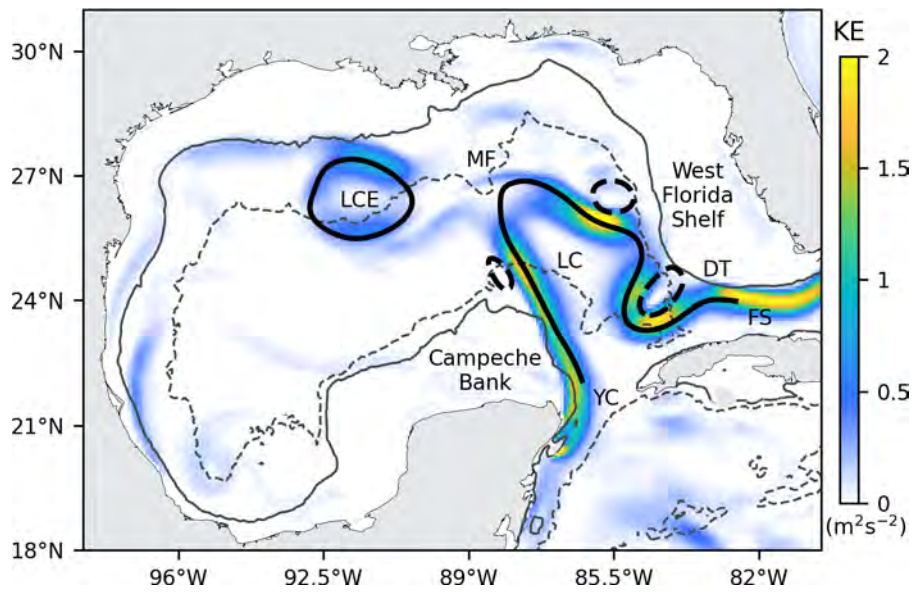 KE
30°N
27°N
24°N
21°N
18°N
96°W
92.5°W
89°W
85.5°W
82°W
MF
LCE
West
Florida
Shelf
LC
DT
FS
Campeche
Bank
YC
2
1.5
1
0.5
0
(m²s⁻²)